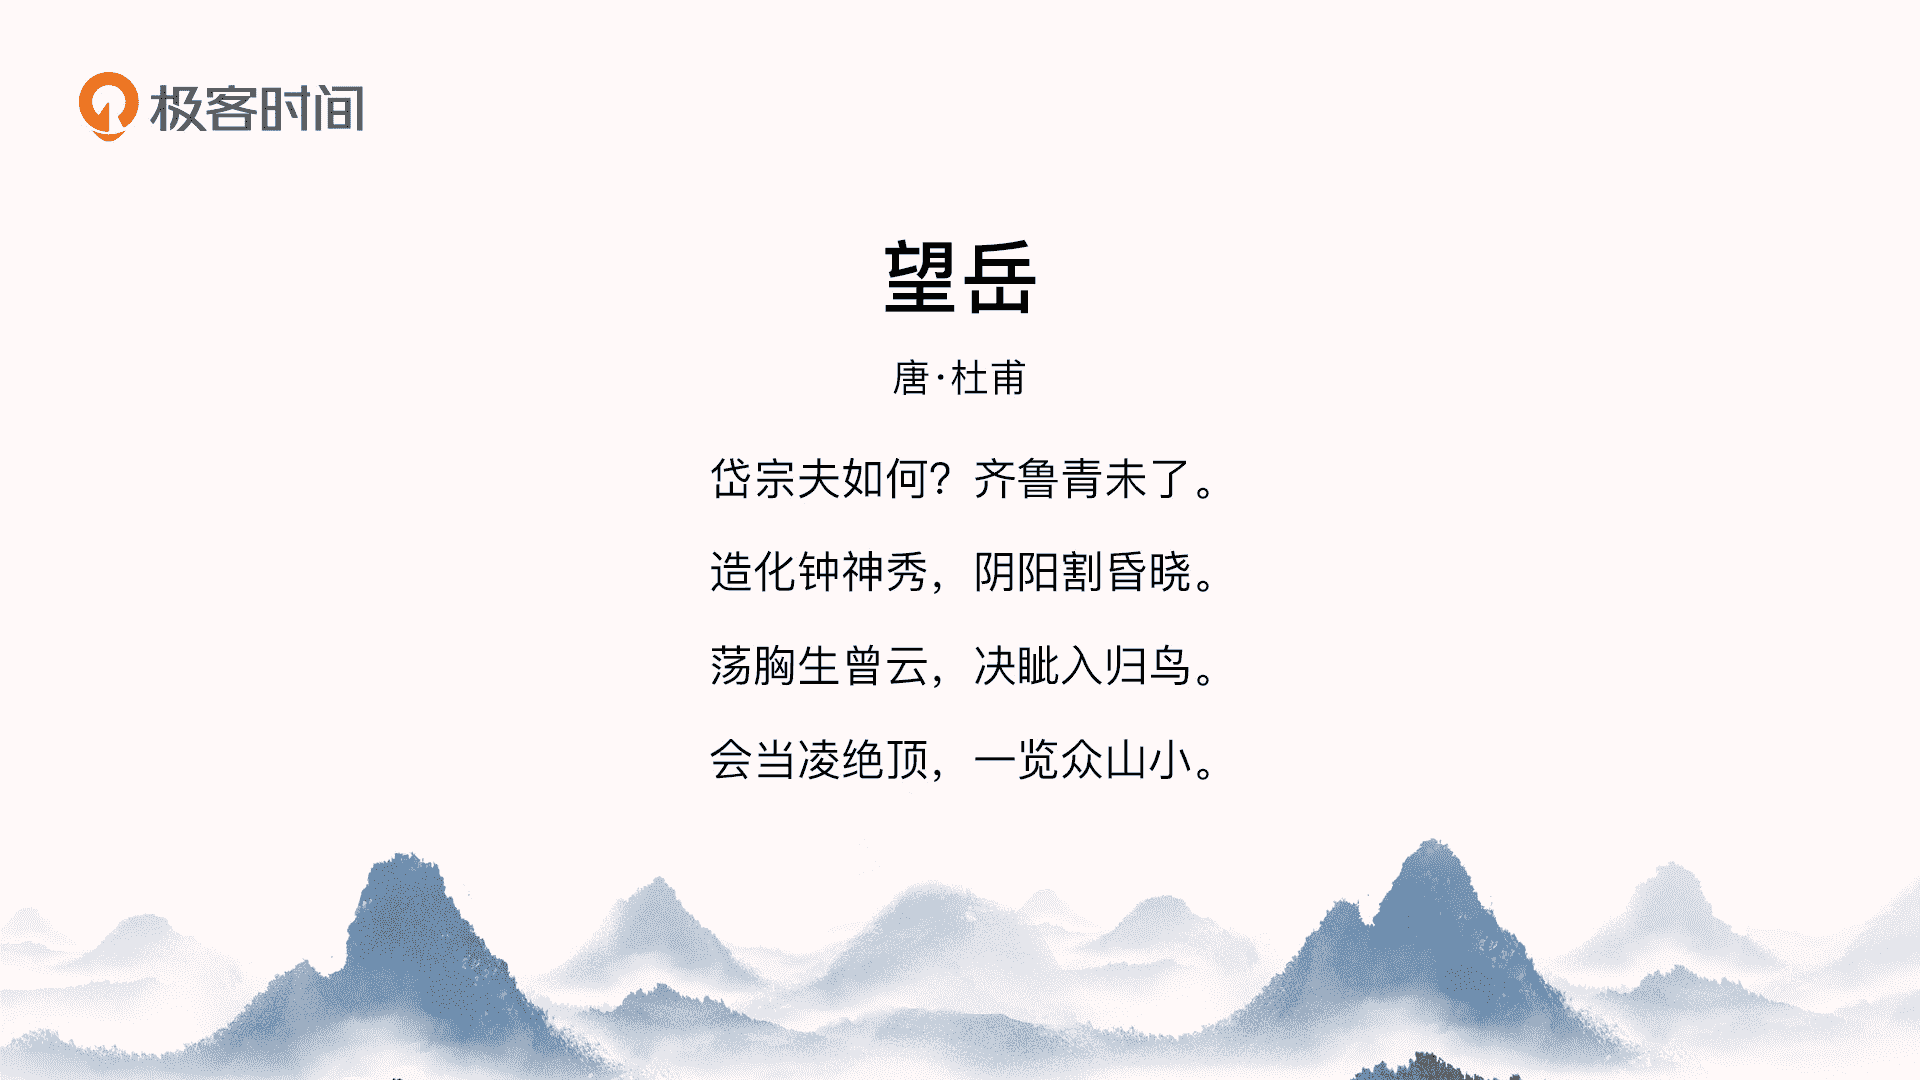 极客时间
望岳
唐·杜甫
岱宗夫如何？齐鲁青未了。
造化钟神秀，阴阳割昏晓。
荡胸生曾云，决眦入归鸟。
会当凌绝顶，一览众山小。